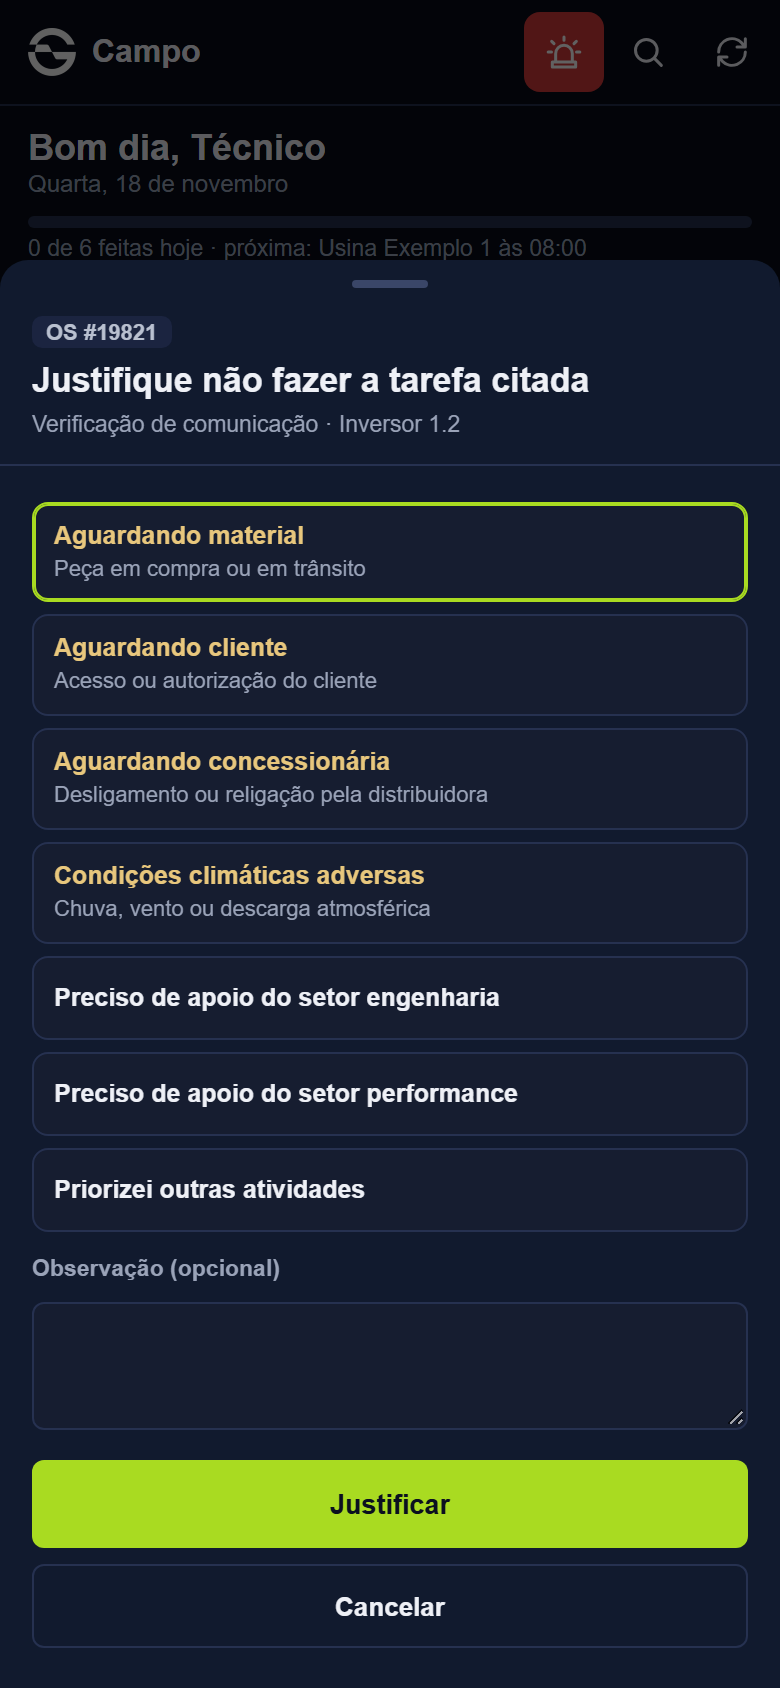 Campo
Bom dia, Técnico
Quarta, 18 de novembro
0 de 6 feitas hoje · próxima: Usina Exemplo 1 às 08:00
OS #19821
Justifique não fazer a tarefa citada
Verificação de comunicação · Inversor 1.2
Aguardando material
Peça em compra ou em trânsito
Aguardando cliente
Acesso ou autorização do cliente
Aguardando concessionária
Desligamento ou religação pela distribuidora
Condições climáticas adversas
Chuva, vento ou descarga atmosférica
Preciso de apoio do setor engenharia
Preciso de apoio do setor performance
Priorizei outras atividades
Observação (opcional)
Justificar
Cancelar